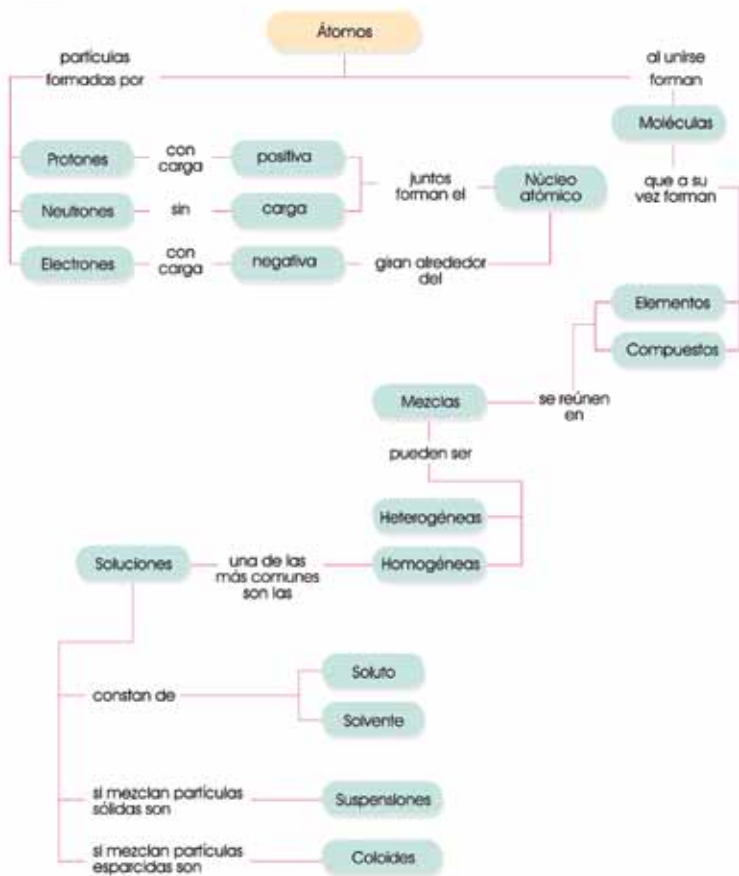 Átomos
partículas
formadas por
al unirse
forman
Moléculas
Protones
con
carga
positiva
juntos
forman el
Núcleo
atómico
que a su
vez forman
Neutrones
sin
carga
Electrones
con
carga
negativa
giran alrededor
del
Elementos
Compuestos
se reúnen
en
Mezclas
pueden ser
Heterogéneas
Homogéneas
una de las
más comunes
son las
Soluciones
constan de
Soluto
Solvente
si mezclan partículas
sólidas son
Suspensiones
si mezclan partículas
esparcidas son
Coloides